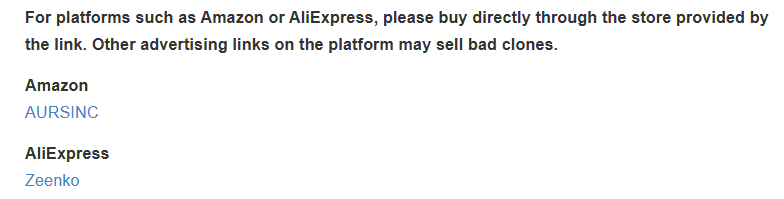 For platforms such as Amazon or AliExpress, please buy directly through the store provided by
the link. Other advertising links on the platform may sell bad clones.
Amazon
AURSINC
AliExpress
Zeenko